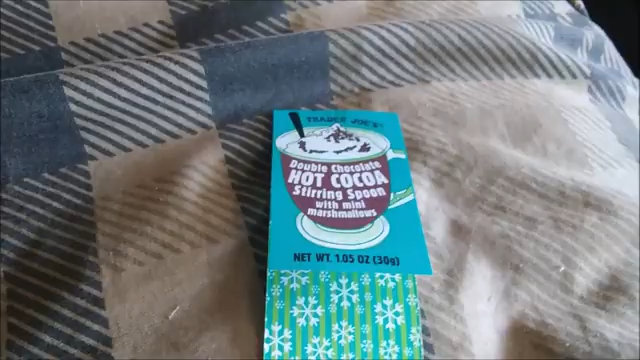 TRADER JOE'S
Double Chocolate
HOT COCOA
Stirring Spoon
with mini
marshmallows
NET WT. 1.05 OZ (30g)